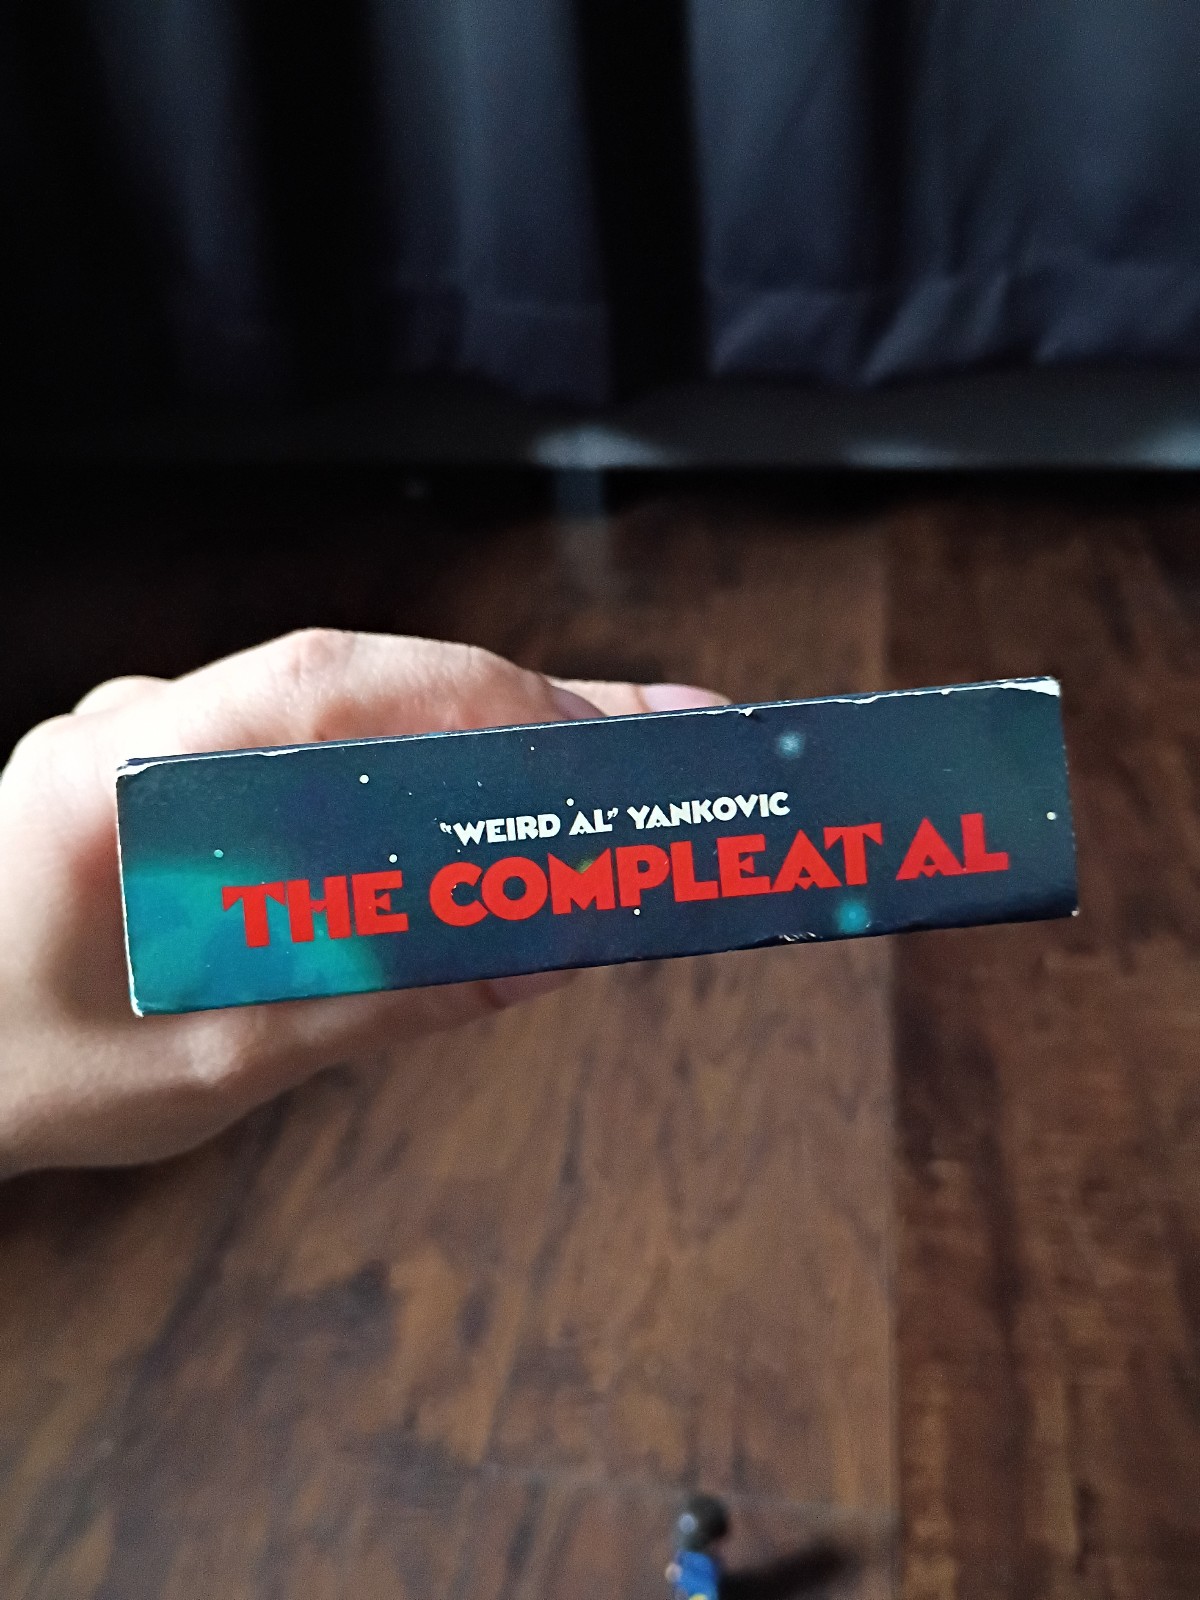 "WEIRD AL" YANKOVIC
THE COMPLEAT AL